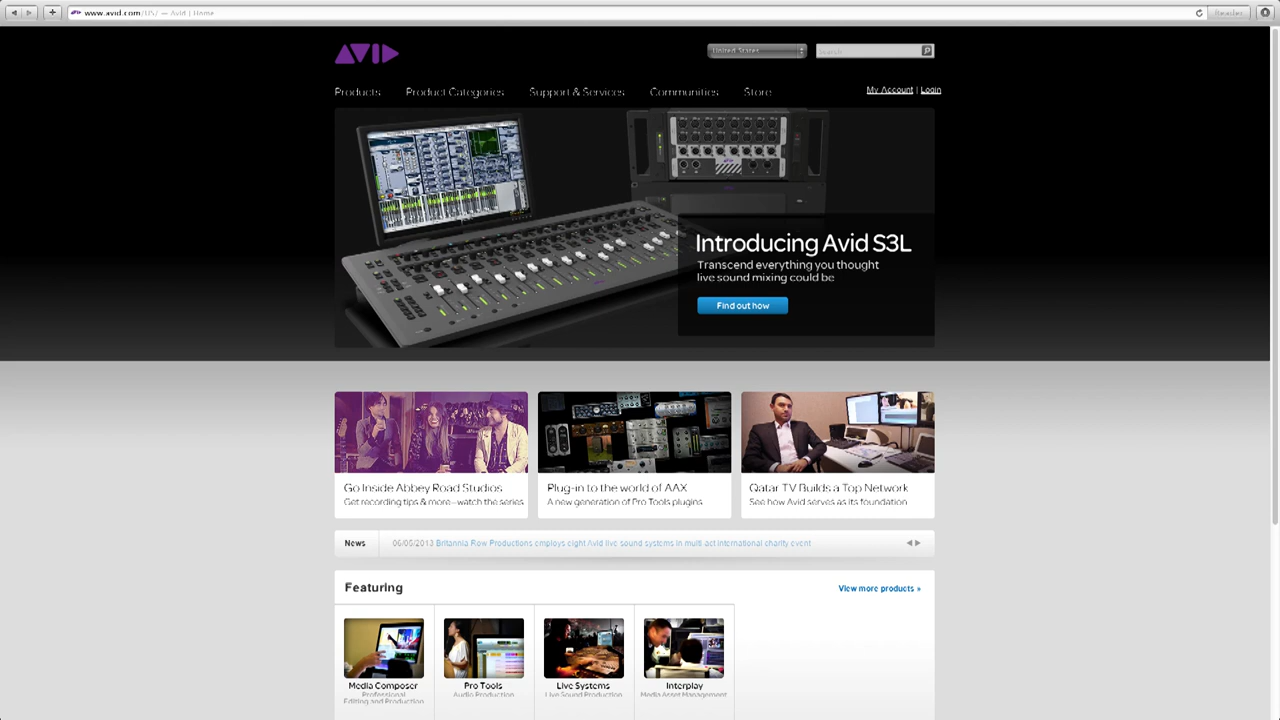 www.avid.com/US/ — Avid | Home
Reader
AVID
United States
Search
Products
Product Categories
Support & Services
Communities
Store
My Account | Login
Introducing Avid S3L
Transcend everything you thought
live sound mixing could be
Find out how
Go Inside Abbey Road Studios
Get recording tips & more–watch the series
Plug-in to the world of AAX
A new generation of Pro Tools plugins
Qatar TV Builds a Top Network
See how Avid serves as its foundation
News
06/05/2013 Britannia Row Productions employs eight Avid live sound systems in multi-act international charity event
Featuring
View more products »
Media Composer
Professional
Editing and Production
Pro Tools
Audio Production
Live Systems
Live Sound Production
Interplay
Media Asset Management